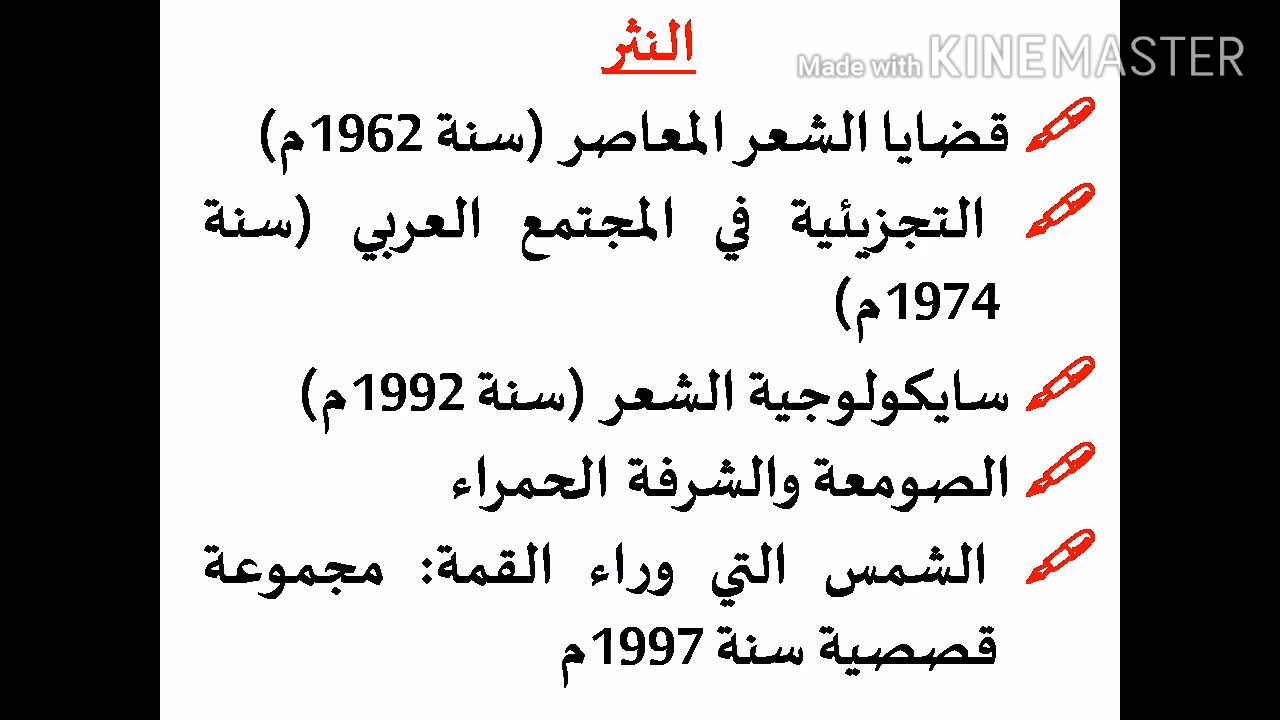 النثر
Made with KINEMASTER
قضايا الشعر المعاصر (سنة 1962م)
التجزيئية في المجتمع العربي (سنة
1974م)
سايكولوجية الشعر (سنة 1992م)
الصومعة والشرفة الحمراء
الشمس التي وراء القمة: مجموعة
قصصية سنة 1997م